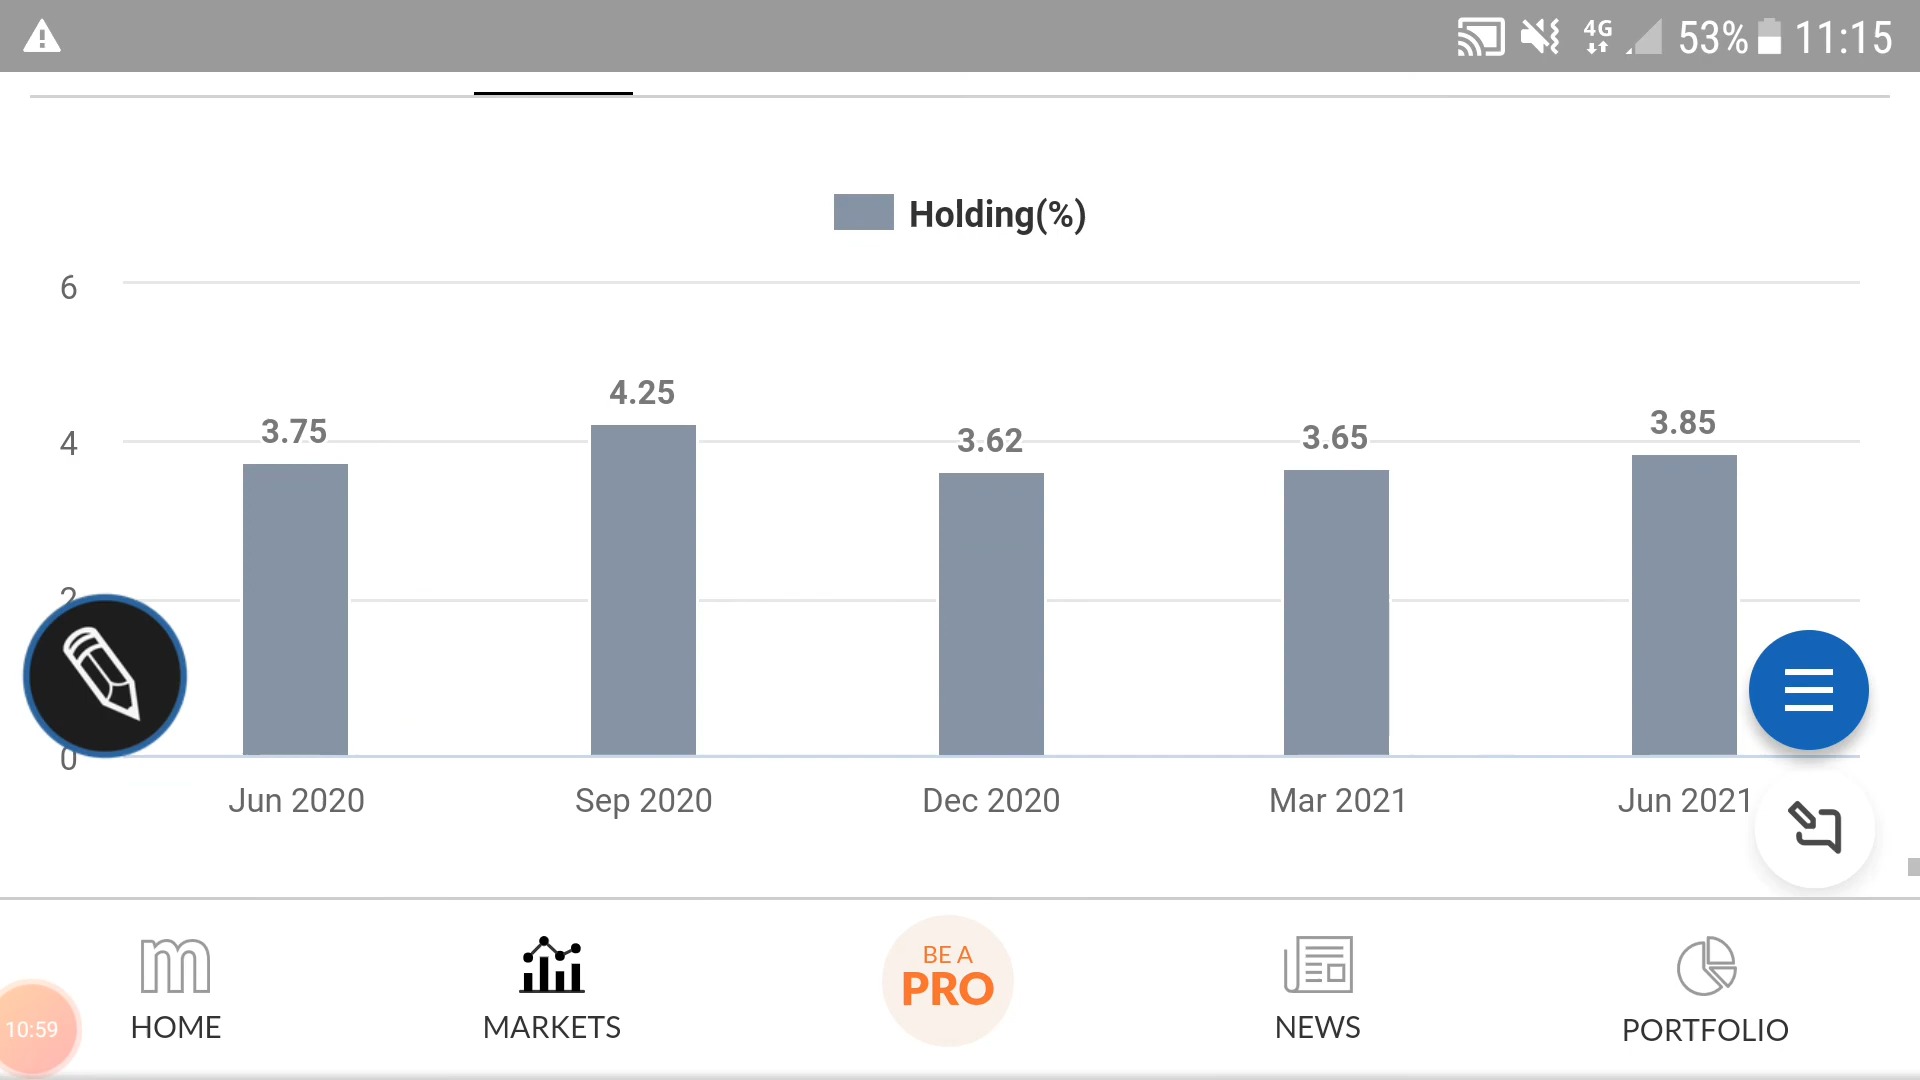 4G 53% 11:15
Holding(%)
6
4
2
0
3.75
4.25
3.62
3.65
3.85
Jun 2020 Sep 2020 Dec 2020 Mar 2021 Jun 2021
m
BE A
PRO
HOME MARKETS NEWS PORTFOLIO
10:59